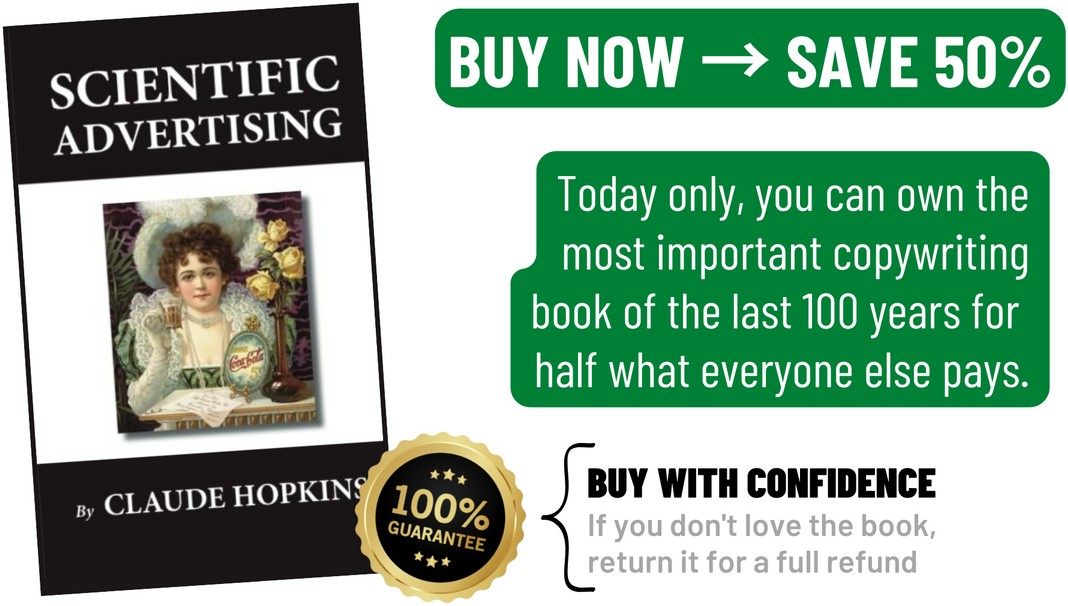 SCIENTIFIC
ADVERTISING
Coca-Cola
5¢
By CLAUDE HOPKINS
BUY NOW → SAVE 50%
Today only, you can own the
most important copywriting
book of the last 100 years for
half what everyone else pays.
100%
GUARANTEE
BUY WITH CONFIDENCE
If you don't love the book,
return it for a full refund